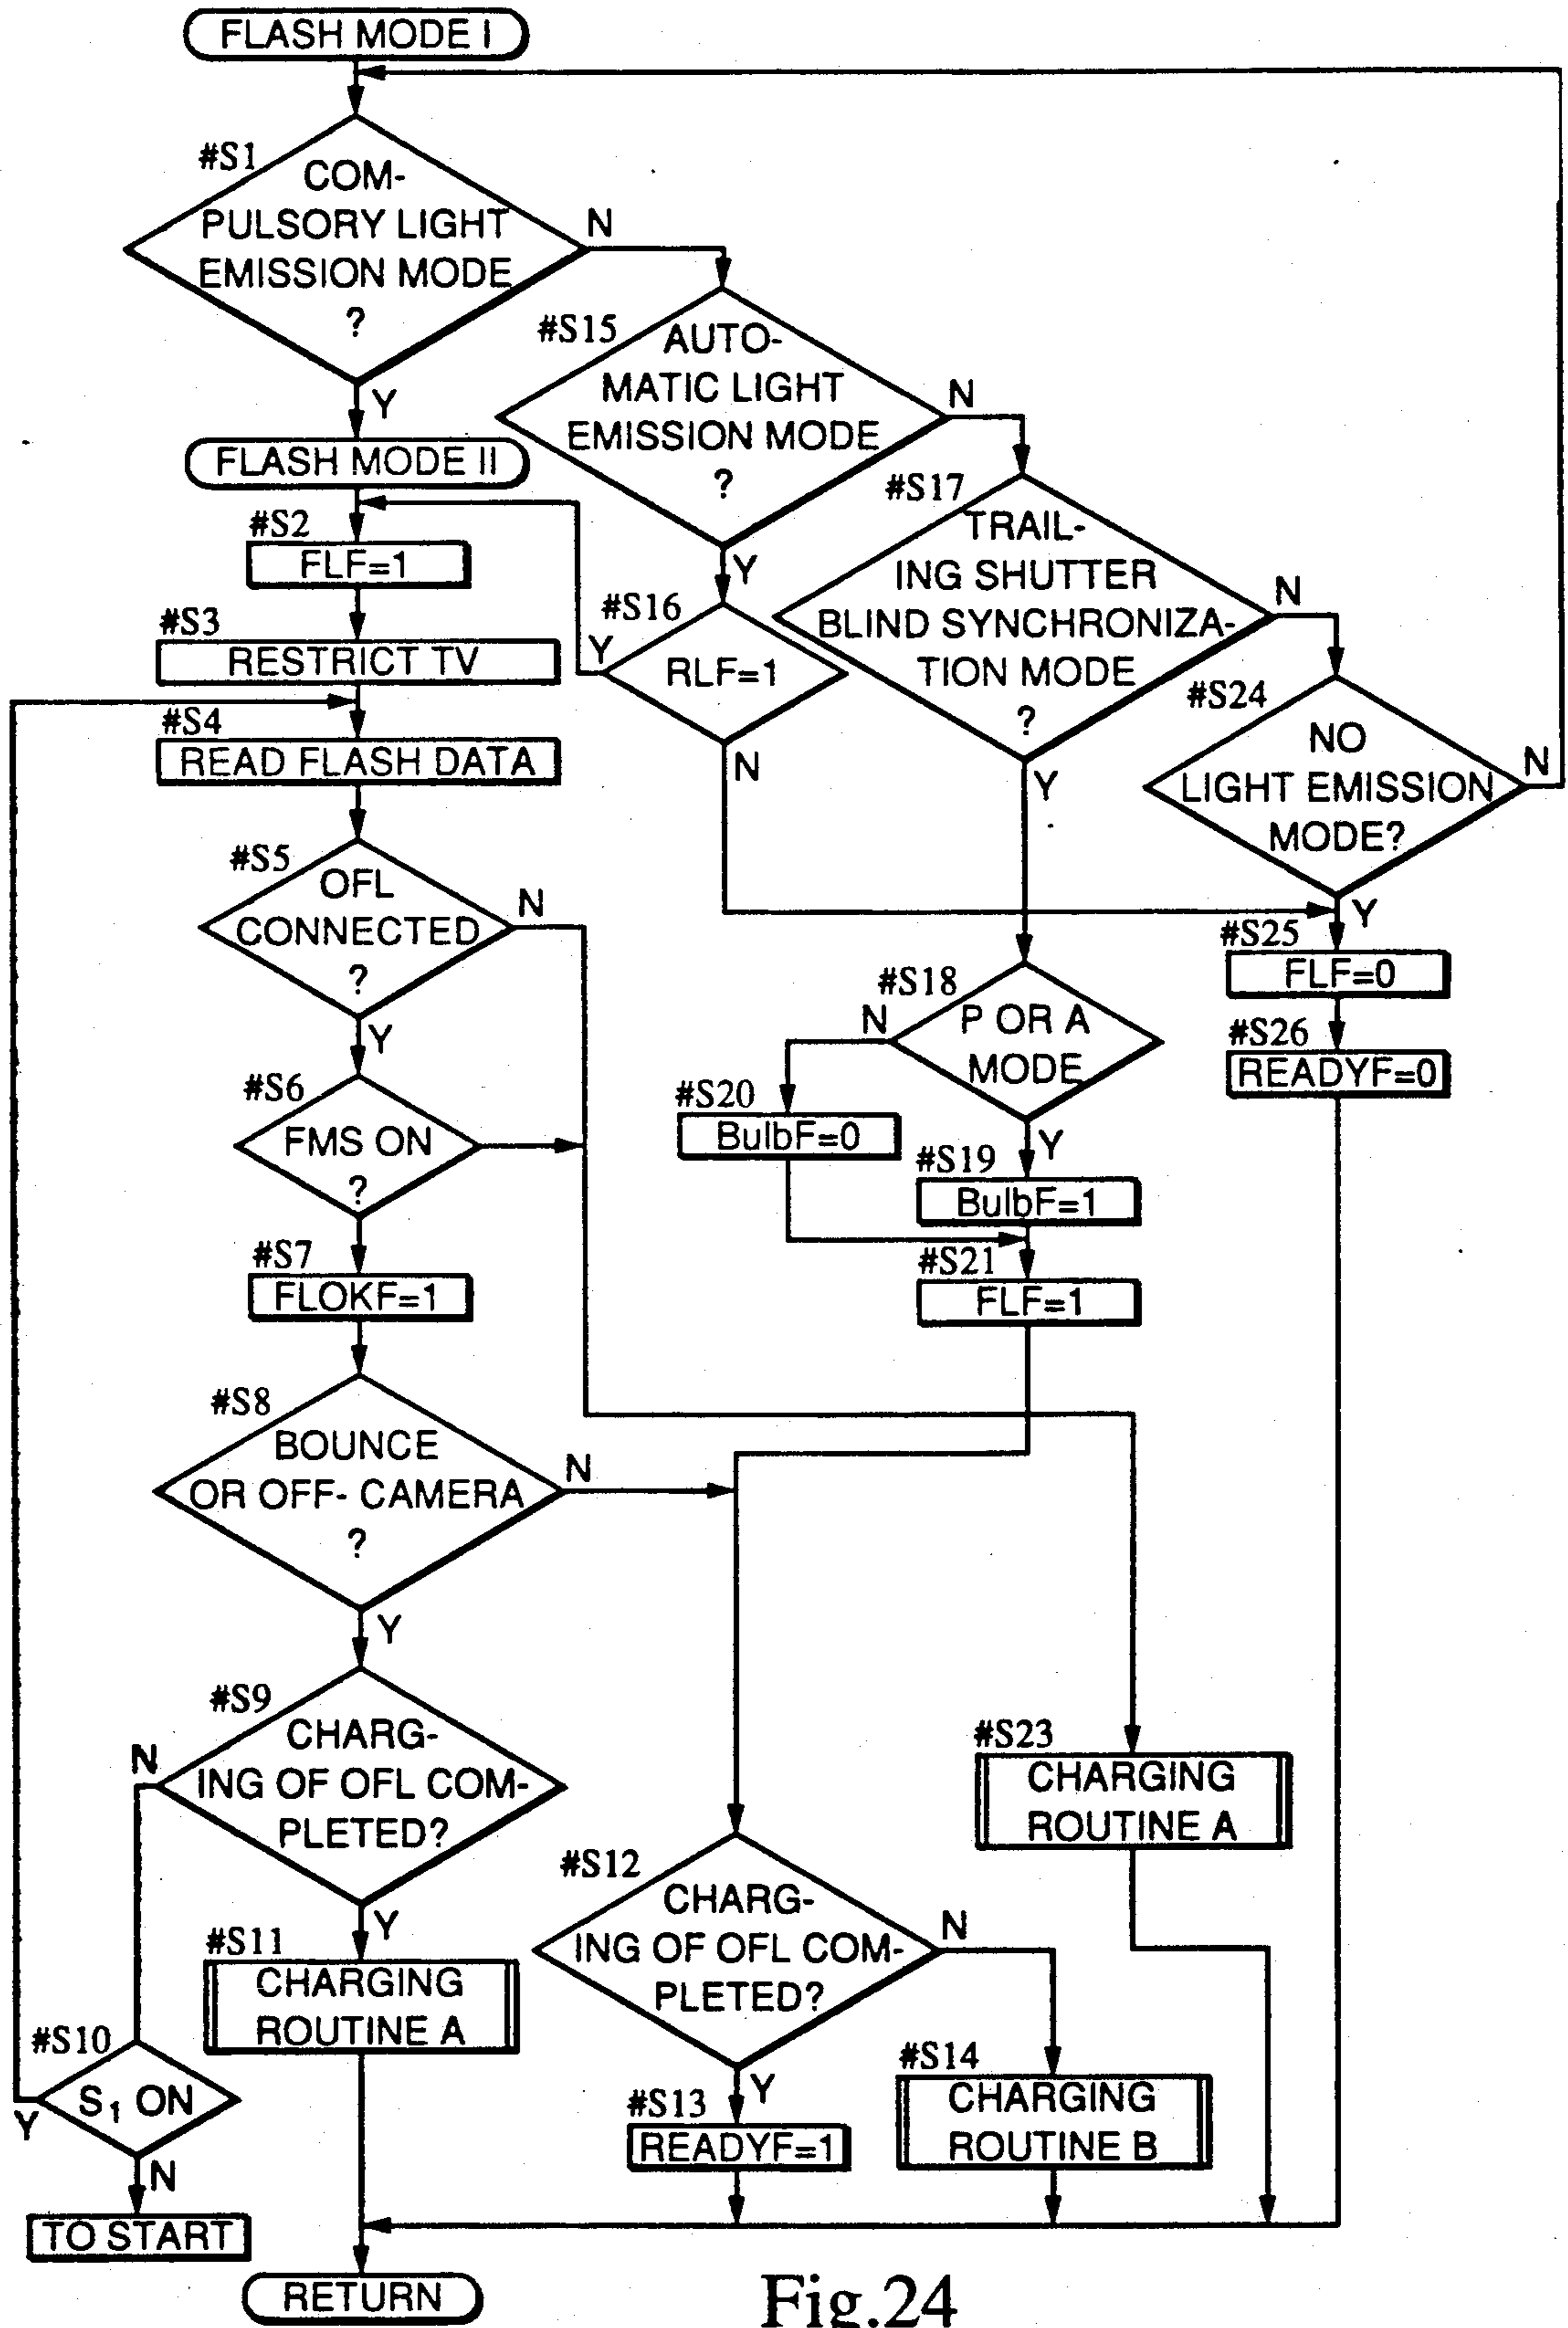 FLASH MODE I
#S1
COM-
PULSORY LIGHT
EMISSION MODE
?
N
Y
#S15
AUTO-
MATIC LIGHT
EMISSION MODE
?
N
Y
FLASH MODE II
#S2
FLF=1
#S3
RESTRICT TV
#S16
Y
RLF=1
N
#S17
TRAIL-
ING SHUTTER
BLIND SYNCHRONIZA-
TION MODE
?
N
Y
#S24
NO
LIGHT EMISSION
MODE?
N
Y
#S4
READ FLASH DATA
#S5
OFL
CONNECTED
?
N
Y
#S25
FLF=0
#S26
READYF=0
#S18
N
P OR A
MODE
Y
#S20
BulbF=0
#S19
BulbF=1
#S21
FLF=1
#S6
FMS ON
?
#S7
FLOKF=1
#S8
BOUNCE
OR OFF- CAMERA
?
N
Y
#S9
CHARG-
ING OF OFL COM-
PLETED?
N
Y
#S23
CHARGING
ROUTINE A
#S12
CHARG-
ING OF OFL COM-
PLETED?
N
Y
#S11
CHARGING
ROUTINE A
#S10
S1 ON
Y
N
#S14
CHARGING
ROUTINE B
#S13
READYF=1
TO START
RETURN
Fig.24